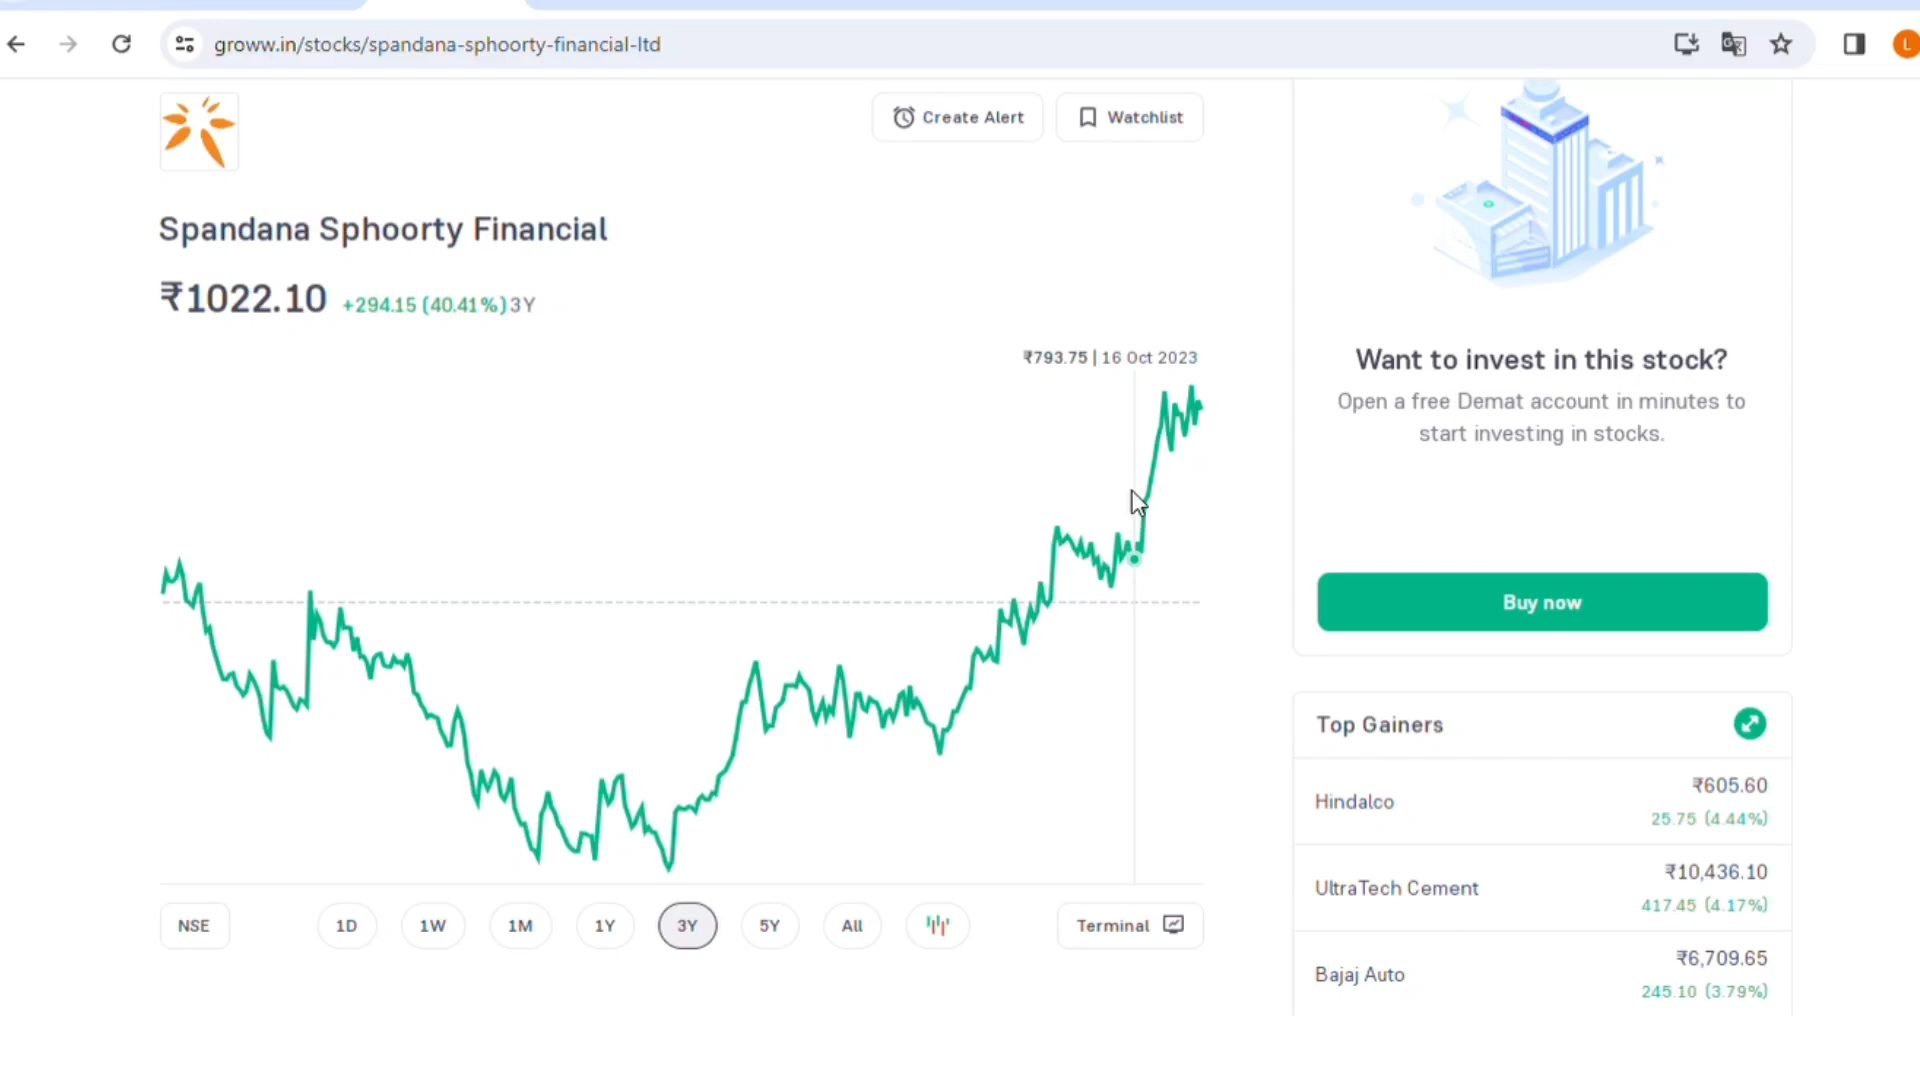 groww.in/stocks/spandana-sphoorty-financial-ltd
L
Create Alert
Watchlist
Spandana Sphoorty Financial
₹1022.10 +294.15 (40.41%) 3Y
₹793.75 | 16 Oct 2023
NSE
1D
1W
1M
1Y
3Y
5Y
All
Terminal
Want to invest in this stock?
Open a free Demat account in minutes to
start investing in stocks.
Buy now
Top Gainers
Hindalco
₹605.60
25.75 (4.44%)
UltraTech Cement
₹10,436.10
417.45 (4.17%)
Bajaj Auto
₹6,709.65
245.10 (3.79%)